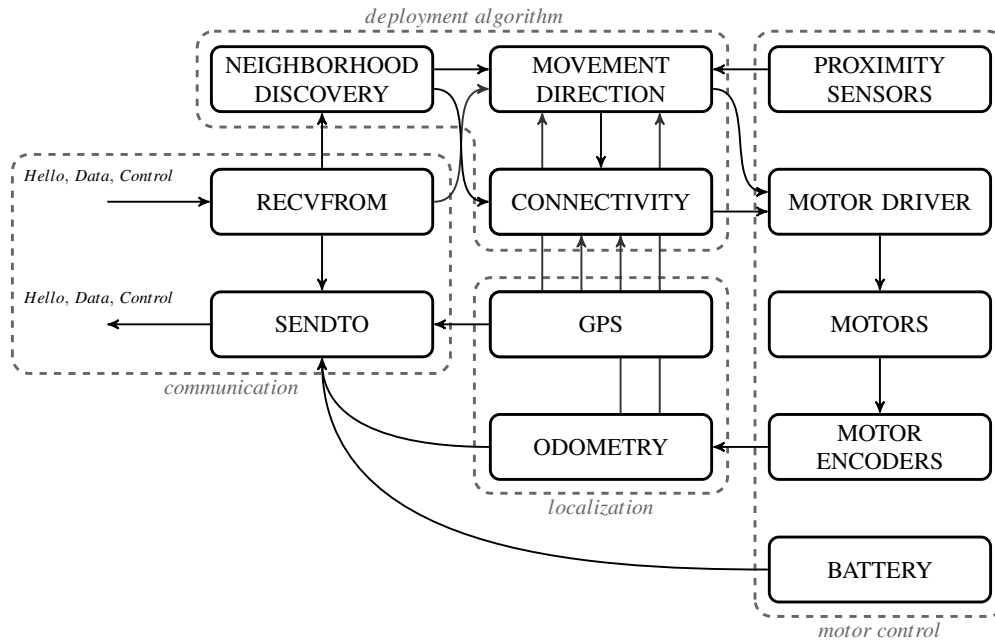 deployment algorithm
NEIGHBORHOOD
DISCOVERY
MOVEMENT
DIRECTION
PROXIMITY
SENSORS
Hello, Data, Control
RECVFROM
CONNECTIVITY
MOTOR DRIVER
Hello, Data, Control
SENDTO
GPS
MOTORS
communication
ODOMETRY
MOTOR
ENCODERS
localization
BATTERY
motor control